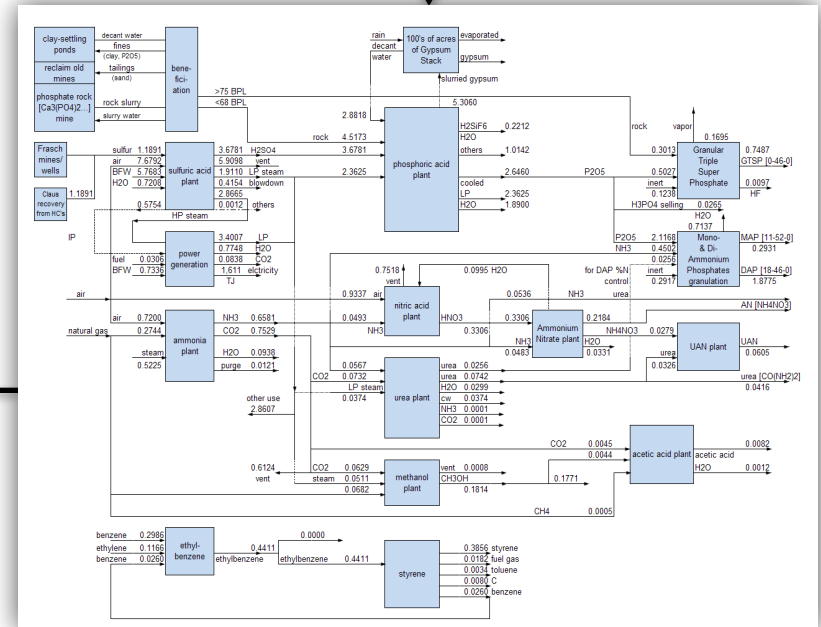 clay-settling
ponds
reclaim old
mines
phosphate rock
[Ca3(PO4)2...]
mine
decant water
fines
(clay, P2O5)
tailings
(sand)
rock slurry
slurry water
bene-
fici-
ation
>75 BPL
<68 BPL
rain
decant
water
100's of acres
of Gypsum
Stack
evaporated
gypsum
slurried gypsum
5.3060
2.8818
rock 4.5173
3.6781
2.3625
phosphoric acid
plant
H2SiF6 0.2212
H2O
others 1.0142
2.6460
cooled
LP 2.3625
H2O 1.8900
Frasch
mines/
wells
Claus
recovery
from HC's
1.1891
sulfur 1.1891
air 7.6792
BFW 5.7683
H2O 0.7208
sulfuric acid
plant
3.6781 H2SO4
5.9098 vent
1.9110 LP steam
0.4154 blowdown
2.8665
0.0012 others
0.5754
HP steam
IP
fuel 0.0306
BFW 0.7336
power
generation
3.4007 LP
0.7748 H2O
0.0838 CO2
1,611 elctricity
TJ
rock
vapor
0.1695
0.3013
P2O5 0.5027
inert
0.1238
Granular
Triple
Super
Phosphate
0.7487
GTSP [0-46-0]
0.0097
HF
H3PO4 selling 0.0265
H2O
0.7137
P2O5 2.1168
NH3 0.4502
0.0256
for DAP %N
control
inert
0.2917
Mono-
& Di-
Ammonium
Phosphates
granulation
MAP [11-52-0]
0.2931
DAP [18-46-0]
1.8775
air
natural gas
air 0.7200
0.2744
steam
0.5225
ammonia
plant
NH3 0.6581
CO2 0.7529
H2O 0.0938
purge 0.0121
0.7518
vent
0.0995 H2O
0.9337 air
0.0493
NH3
nitric acid
plant
HNO3
0.3306
0.0536 NH3
urea
0.3306
NH3
0.0483
Ammonium
Nitrate plant
0.2184
AN [NH4NO3]
NH4NO3 0.0279
H2O
0.0331
urea
0.0326
UAN plant
UAN
0.0605
urea [CO(NH2)2]
0.0416
0.0567
CO2 0.0732
LP steam
0.0374
urea plant
urea 0.0256
urea 0.0742
H2O 0.0299
cw 0.0374
NH3 0.0001
CO2 0.0001
other use
2.8607
0.6124
vent
CO2 0.0629
steam 0.0511
0.0682
methanol
plant
vent 0.0008
CH3OH
0.1814
0.1771
CO2 0.0045
0.0044
CH4 0.0005
acetic acid plant
0.0082
acetic acid
H2O 0.0012
benzene 0.2986
ethylene 0.1166
benzene 0.0260
ethyl-
benzene
0.4411
ethylbenzene
0.0000
ethylbenzene 0.4411
styrene
0.3856 styrene
0.0182 fuel gas
0.0034 toluene
0.0080 C
0.0260 benzene